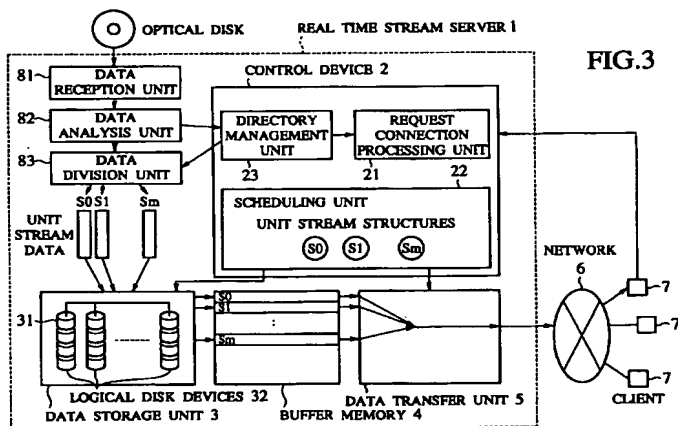 OPTICAL DISK
REAL TIME STREAM SERVER 1
FIG.3
81
DATA
RECEPTION UNIT
CONTROL DEVICE 2
82
DATA
ANALYSIS UNIT
DIRECTORY
MANAGEMENT
UNIT
REQUEST
CONNECTION
PROCESSING UNIT
83
DATA
DIVISION UNIT
23
21
22
S0
S1
Sm
SCHEDULING UNIT
UNIT STREAM STRUCTURES
S0
S1
Sm
UNIT
STREAM
DATA
NETWORK
6
7
31
S0
S1
:
Sm
7
7
LOGICAL DISK DEVICES 32
DATA STORAGE UNIT 3
BUFFER MEMORY 4
DATA TRANSFER UNIT 5
CLIENT